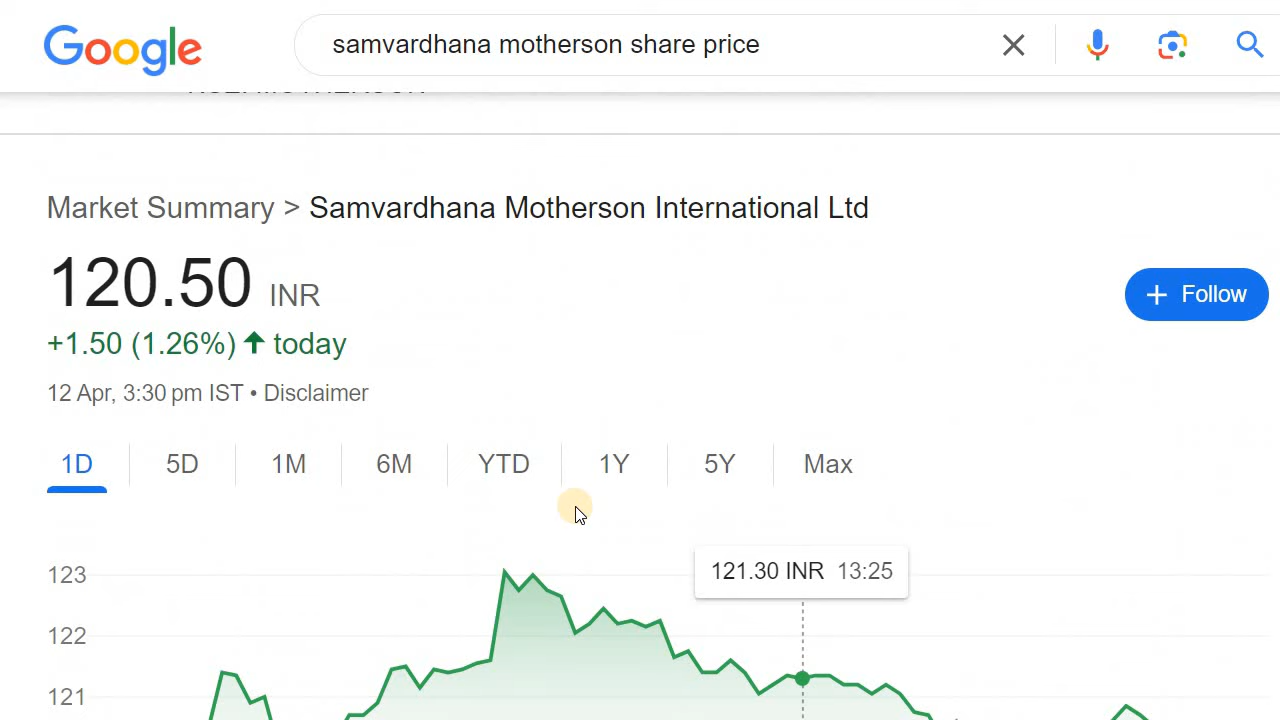 Google
samvardhana motherson share price
Market Summary > Samvardhana Motherson International Ltd
120.50 INR
+ Follow
+1.50 (1.26%) ↑ today
12 Apr, 3:30 pm IST • Disclaimer
1D 5D 1M 6M YTD 1Y 5Y Max
121.30 INR 13:25
123
122
121